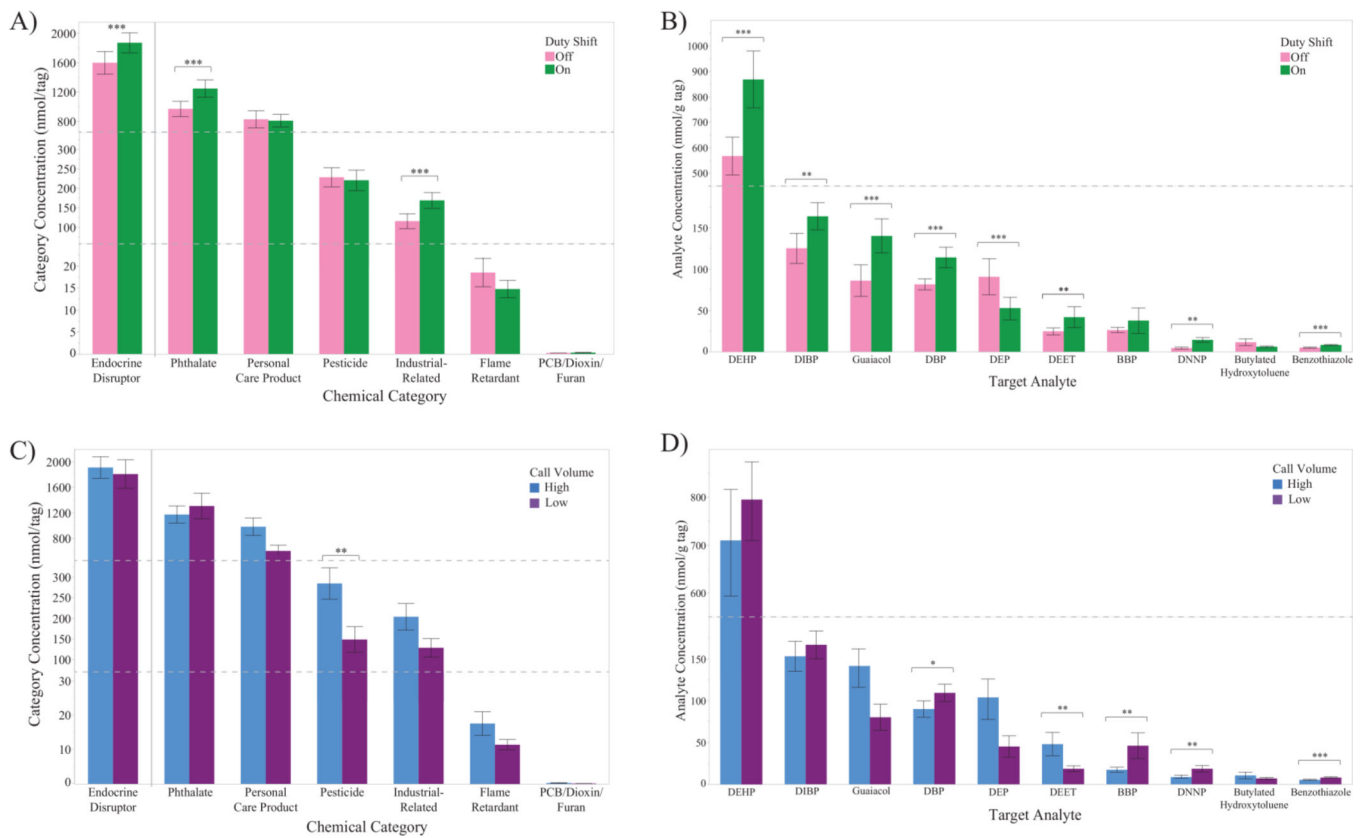 A)
***
***
***
Duty Shift
Off
On
2000
1600
1200
800
300
250
200
150
100
20
15
10
5
0
Category Concentration (nmol/tag)
Endocrine Disruptor
Phthalate
Personal Care Product
Pesticide
Industrial-Related
Flame Retardant
PCB/Dioxin/Furan
Chemical Category
B)
***
**
***
***
***
**
**
***
Duty Shift
Off
On
1000
900
800
700
600
500
150
100
50
0
Analyte Concentration (nmol/g tag)
DEHP
DIBP
Guaiacol
DBP
DEP
DEET
BBP
DNNP
Butylated Hydroxytoluene
Benzothiazole
Target Analyte
C)
**
Call Volume
High
Low
2000
1600
1200
800
300
250
200
150
100
30
20
10
0
Category Concentration (nmol/tag)
Endocrine Disruptor
Phthalate
Personal Care Product
Pesticide
Industrial-Related
Flame Retardant
PCB/Dioxin/Furan
Chemical Category
D)
*
**
**
**
***
Call Volume
High
Low
800
700
600
150
100
50
0
Analyte Concentration (nmol/g tag)
DEHP
DIBP
Guaiacol
DBP
DEP
DEET
BBP
DNNP
Butylated Hydroxytoluene
Benzothiazole
Target Analyte